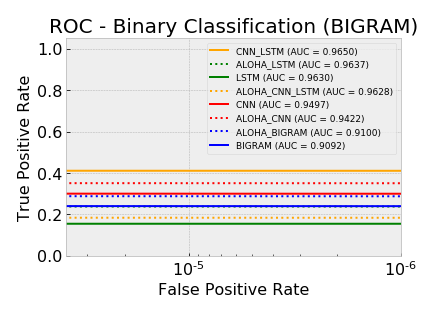 ROC - Binary Classification (BIGRAM)
1.0
0.8
0.6
0.4
0.2
0.0
True Positive Rate
CNN_LSTM (AUC = 0.9650)
ALOHA_LSTM (AUC = 0.9637)
LSTM (AUC = 0.9630)
ALOHA_CNN_LSTM (AUC = 0.9628)
CNN (AUC = 0.9497)
ALOHA_CNN (AUC = 0.9422)
ALOHA_BIGRAM (AUC = 0.9100)
BIGRAM (AUC = 0.9092)
10⁻⁵ 10⁻⁶
False Positive Rate